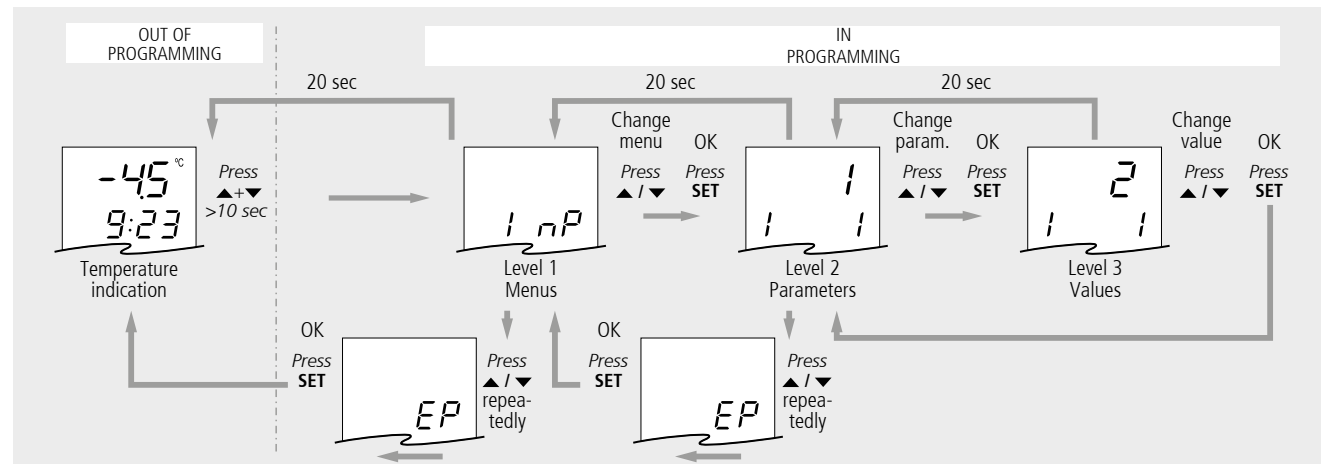 OUT OF
PROGRAMMING
IN
PROGRAMMING
20 sec
20 sec
20 sec
-4.5 °C
9:23
Press
▲+▼
>10 sec
Temperature
indication
1 nP
Level 1
Menus
Change
menu
Press
▲ / ▼
OK
Press
SET
1
1 1
Level 2
Parameters
Change
param.
Press
▲ / ▼
OK
Press
SET
2
1 1
Level 3
Values
Change
value
Press
▲ / ▼
OK
Press
SET
OK
Press
SET
EP
Press
▲ / ▼
repea-
tedly
OK
Press
SET
EP
Press
▲ / ▼
repea-
tedly